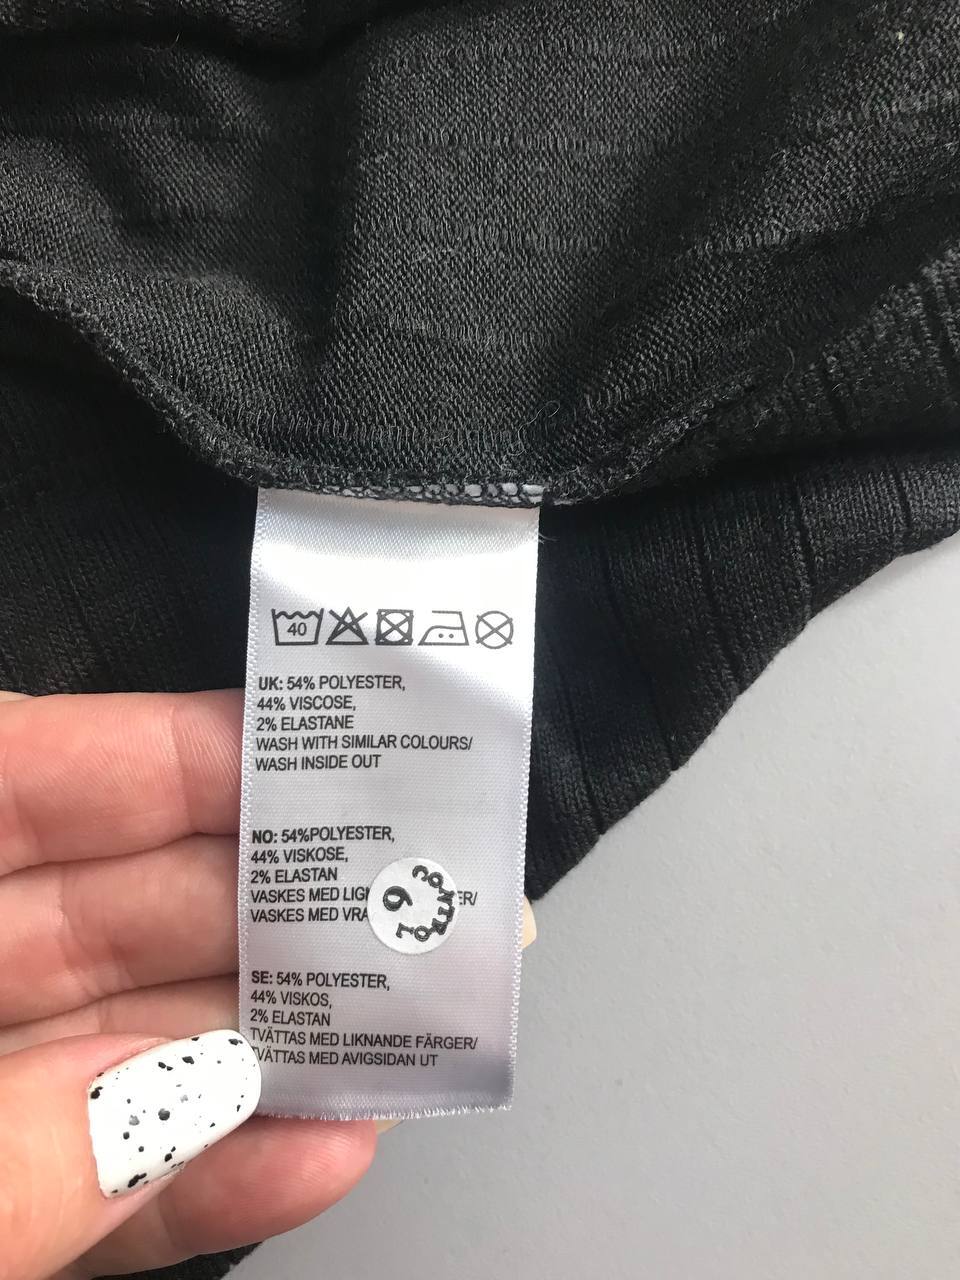 40
UK: 54% POLYESTER,
44% VISCOSE,
2% ELASTANE
WASH WITH SIMILAR COLOURS/
WASH INSIDE OUT
NO: 54%POLYESTER,
44% VISKOSE,
2% ELASTAN
VASKES MED
VASKES MED
CONTROL
9
SE: 54% POLYESTER,
44% VISKOS,
2% ELASTAN
TVÄTTAS MED LIKNANDE FÄRGER/
TVÄTTAS MED AVIGSIDAN UT